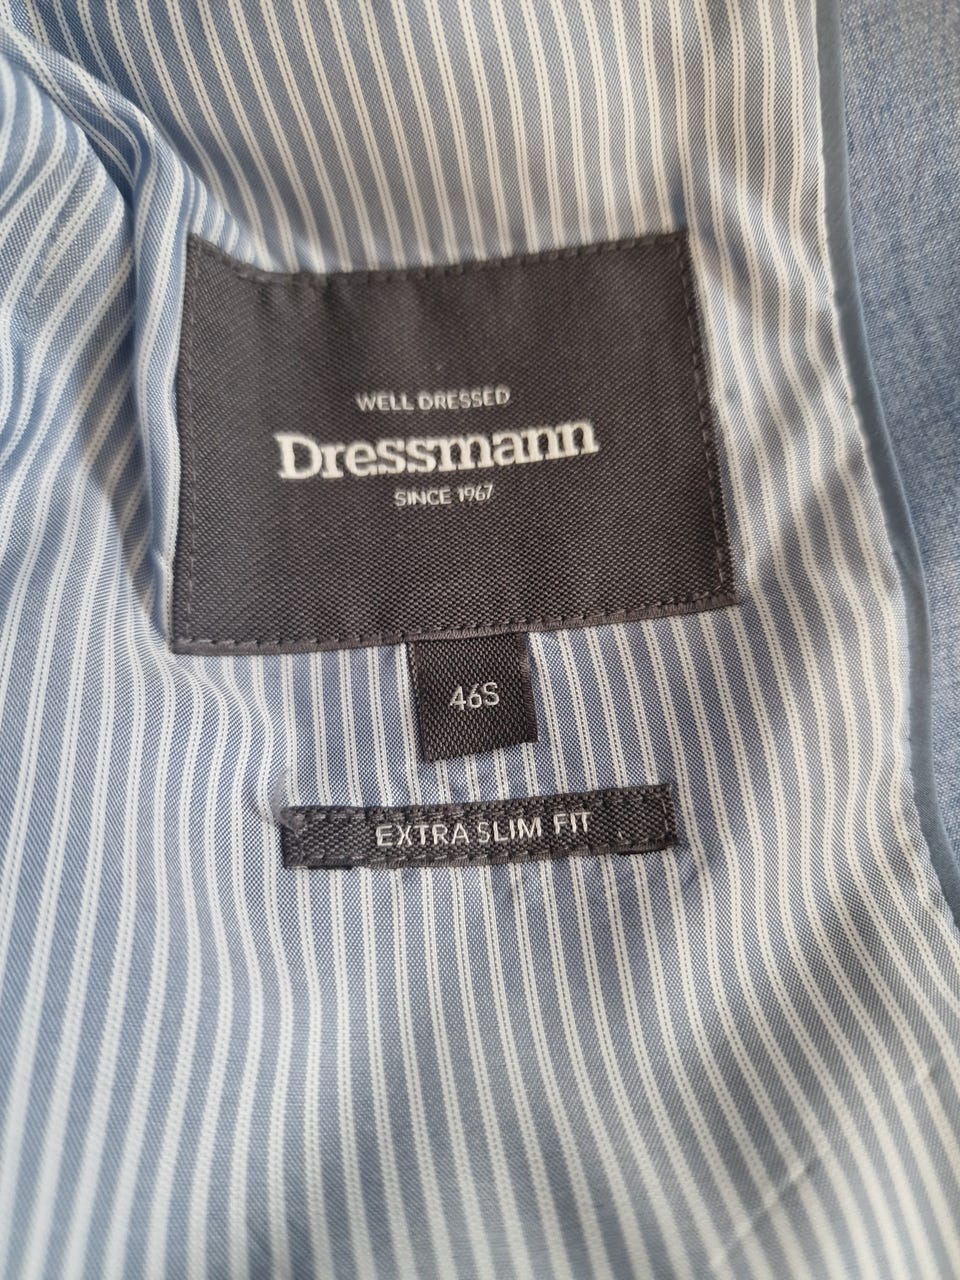 WELL DRESSED
Dressmann
SINCE 1967
46S
EXTRA SLIM FIT